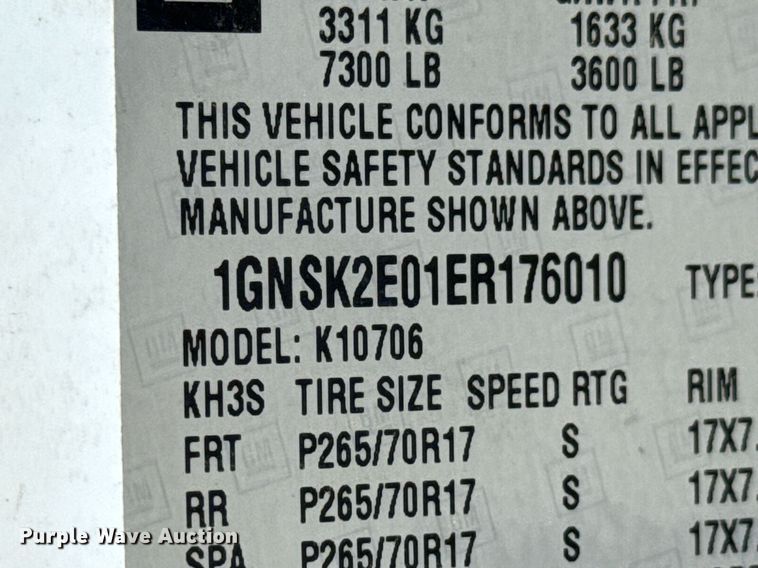 3311 KG 1633 KG
7300 LB 3600 LB
THIS VEHICLE CONFORMS TO ALL APPL
VEHICLE SAFETY STANDARDS IN EFFEC
MANUFACTURE SHOWN ABOVE.
1GNSK2E01ER176010 TYPE:
MODEL: K10706
KH3S TIRE SIZE SPEED RTG RIM
FRT P265/70R17 S 17X7.
RR P265/70R17 S 17X7.
SPA P265/70R17 S 17X7.
Purple Wave Auction